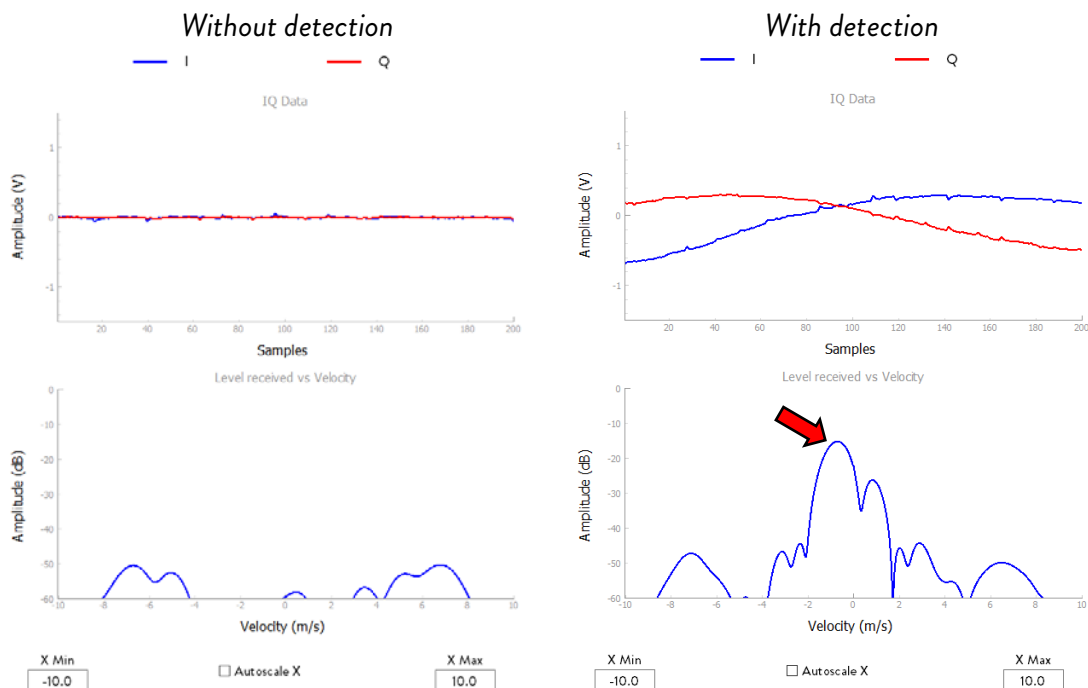 Without detection
I Q
IQ Data
Amplitude (V)
1
0
-1
20 40 60 80 100 120 140 160 180 200
Samples
Level received vs Velocity
Amplitude (dB)
0
-10
-20
-30
-40
-50
-60
-10 -8 -6 -4 -2 0 2 4 6 8 10
Velocity (m/s)
X Min
-10.0
Autoscale X
X Max
10.0
With detection
I Q
IQ Data
Amplitude (V)
1
0
-1
20 40 60 80 100 120 140 160 180 200
Samples
Level received vs Velocity
Amplitude (dB)
0
-10
-20
-30
-40
-50
-60
-10 -8 -6 -4 -2 0 2 4 6 8 10
Velocity (m/s)
X Min
-10.0
Autoscale X
X Max
10.0